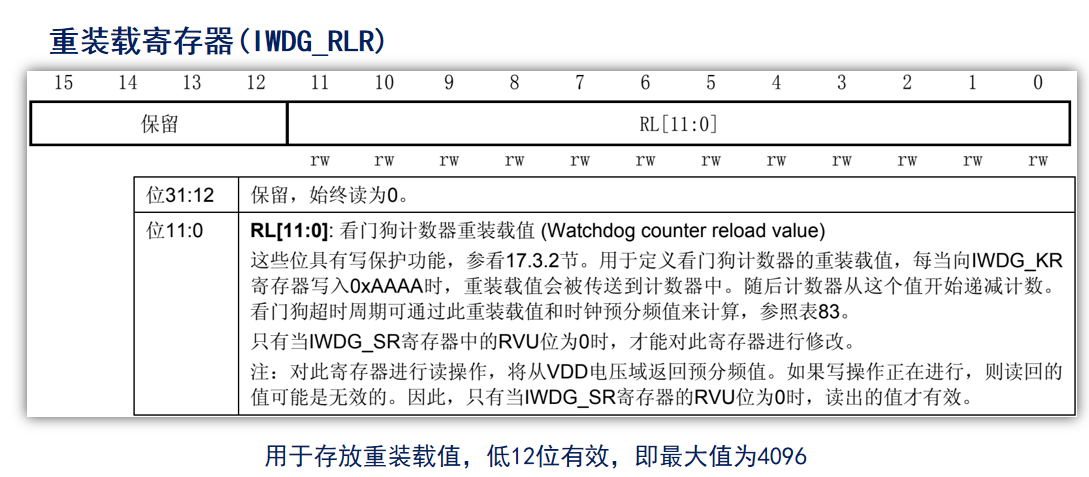 重装载寄存器(IWDG_RLR)
15 14 13 12 11 10 9 8 7 6 5 4 3 2 1 0
保留 RL[11:0]
rw rw rw rw rw rw rw rw rw rw rw rw
位31:12 保留，始终读为0。
位11:0 RL[11:0]: 看门狗计数器重装载值 (Watchdog counter reload value)
这些位具有写保护功能，参看17.3.2节。用于定义看门狗计数器的重装载值，每当向IWDG_KR
寄存器写入0xAAAA时，重装载值会被传送到计数器中。随后计数器从这个值开始递减计数。
看门狗超时周期可通过此重装载值和时钟预分频值来计算，参照表83。
只有当IWDG_SR寄存器中的RVU位为0时，才能对此寄存器进行修改。
注：对此寄存器进行读操作，将从VDD电压域返回预分频值。如果写操作正在进行，则读回的
值可能是无效的。因此，只有当IWDG_SR寄存器的RVU位为0时，读出的值才有效。
用于存放重装载值，低12位有效，即最大值为4096